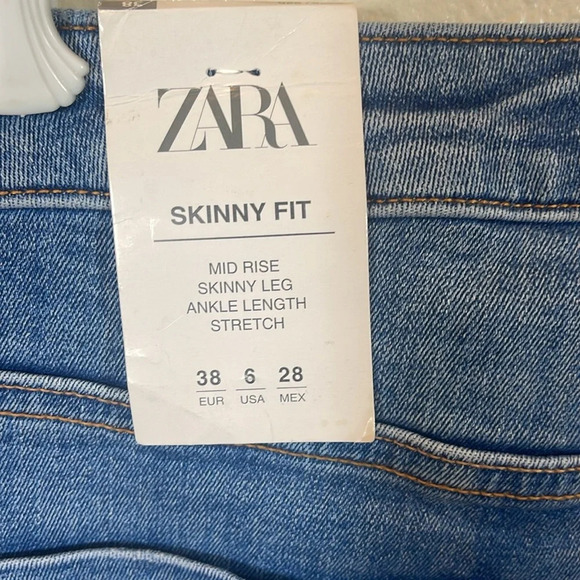 ZARA
SKINNY FIT
MID RISE
SKINNY LEG
ANKLE LENGTH
STRETCH
38 6 28
EUR USA MEX